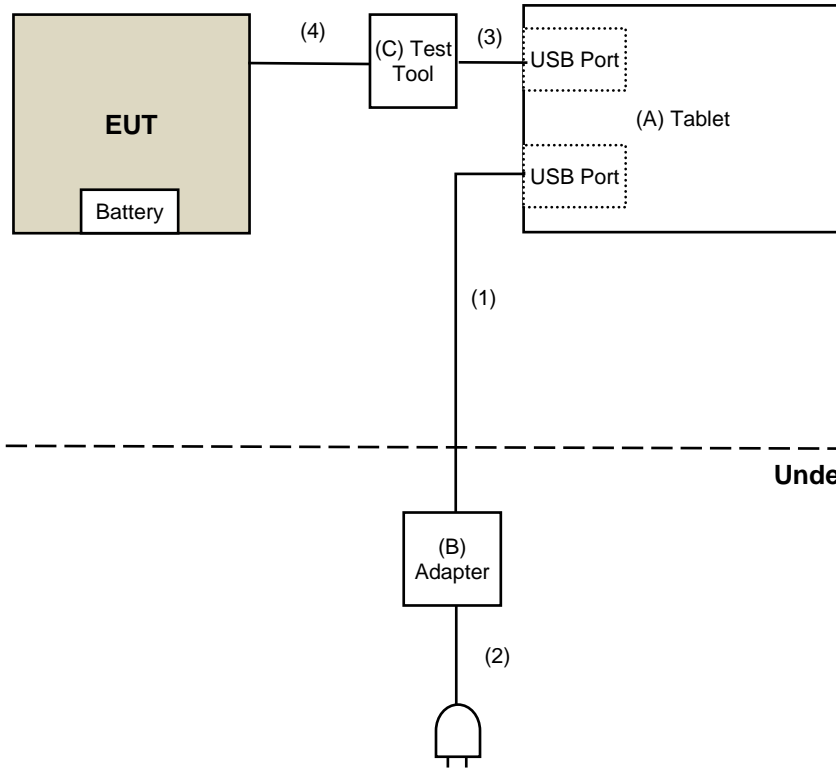 (4)
(C) Test
Tool
(3)
USB Port
EUT
(A) Tablet
USB Port
Battery
(1)
Unde
(B)
Adapter
(2)